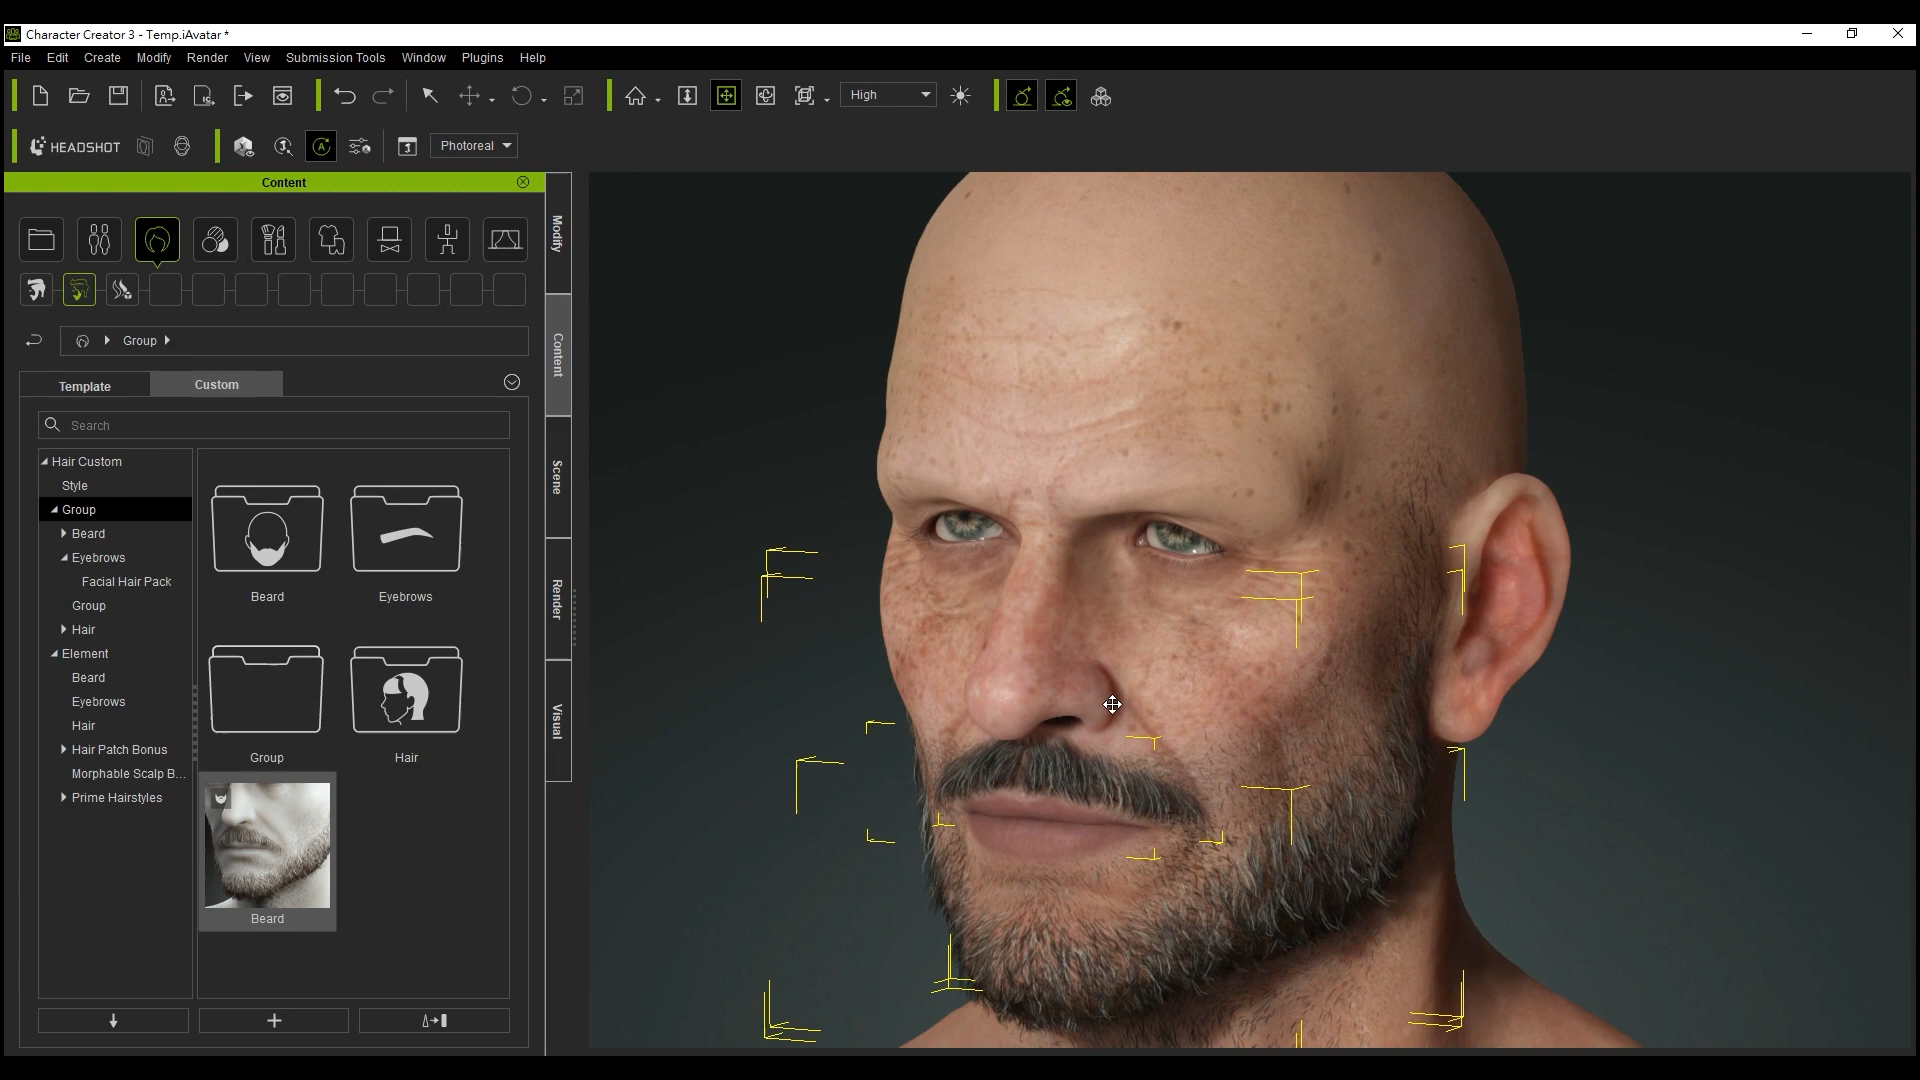 Character Creator 3 - Temp.iAvatar *
File Edit Create Modify Render View Submission Tools Window Plugins Help
High
HEADSHOT
Photoreal
Content
Modify
Content
Scene
Render
Visual
Group
Template
Custom
Search
Hair Custom
Style
Group
Beard
Eyebrows
Facial Hair Pack
Group
Hair
Element
Beard
Eyebrows
Hair
Hair Patch Bonus
Morphable Scalp B...
Prime Hairstyles
Beard
Eyebrows
Group
Hair
Beard